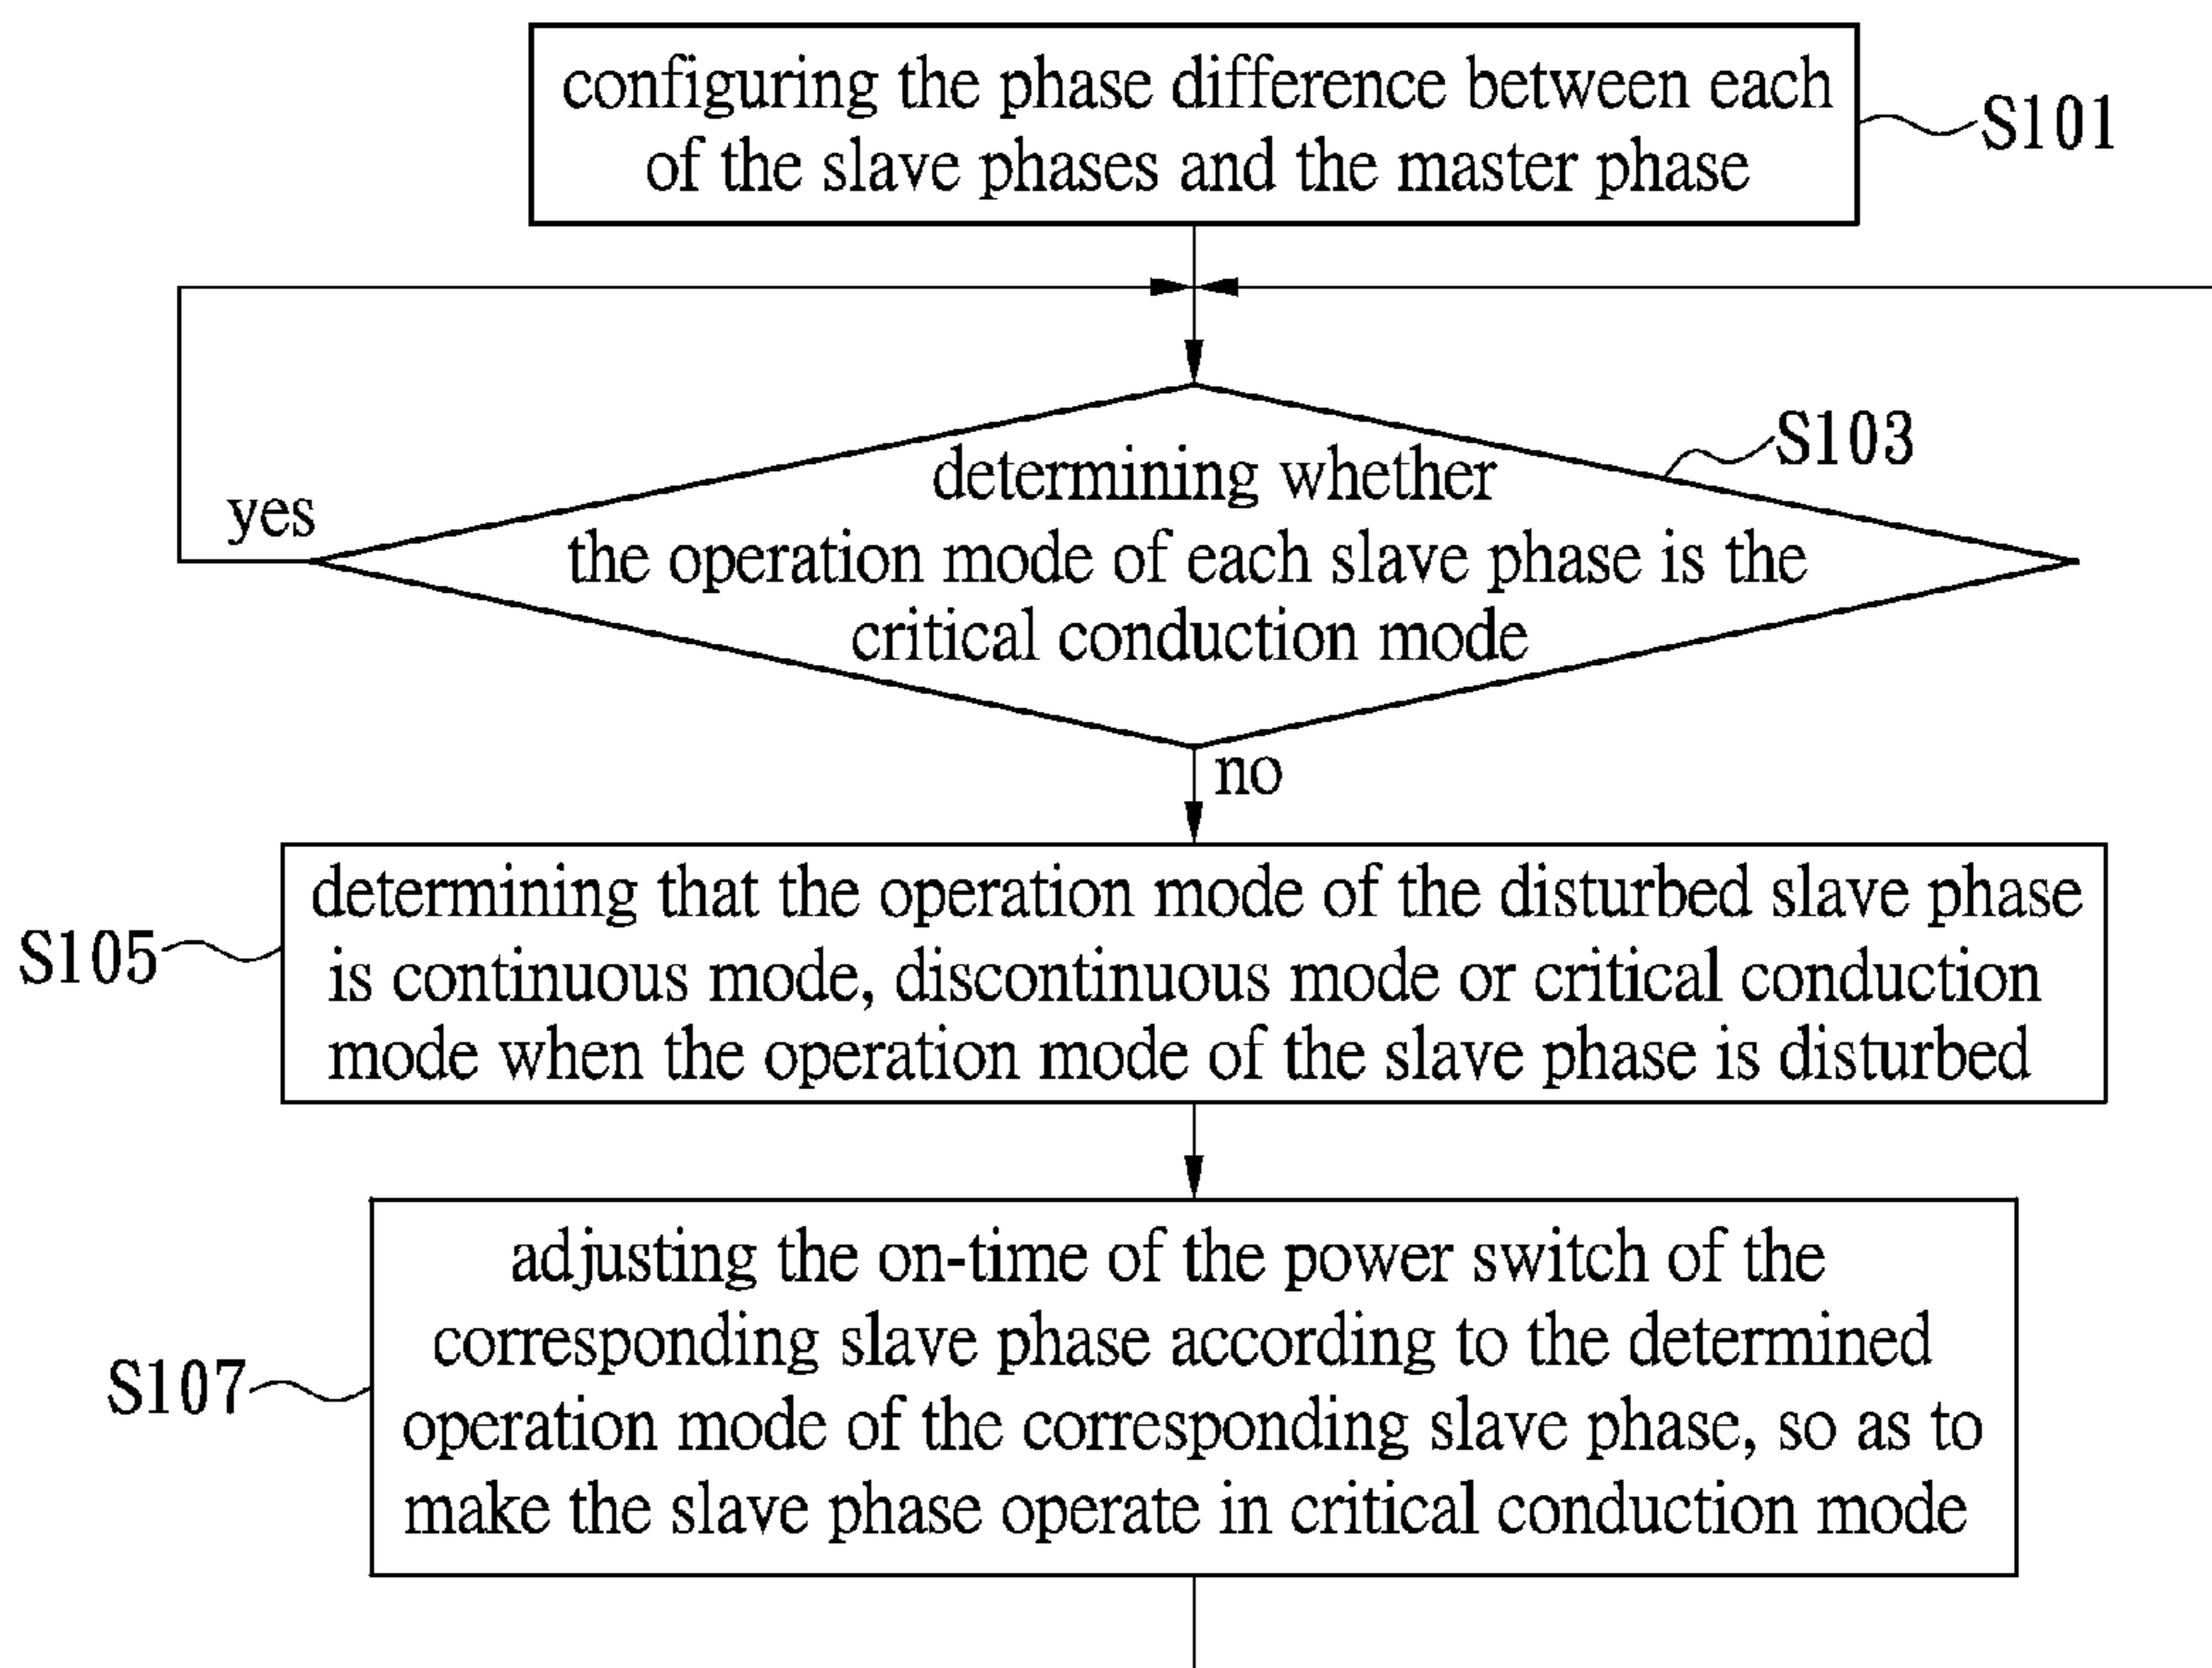 configuring the phase difference between each
of the slave phases and the master phase
S101
determining whether
the operation mode of each slave phase is the
critical conduction mode
S103
yes
no
determining that the operation mode of the disturbed slave phase
is continuous mode, discontinuous mode or critical conduction
mode when the operation mode of the slave phase is disturbed
S105
adjusting the on-time of the power switch of the
corresponding slave phase according to the determined
operation mode of the corresponding slave phase, so as to
make the slave phase operate in critical conduction mode
S107